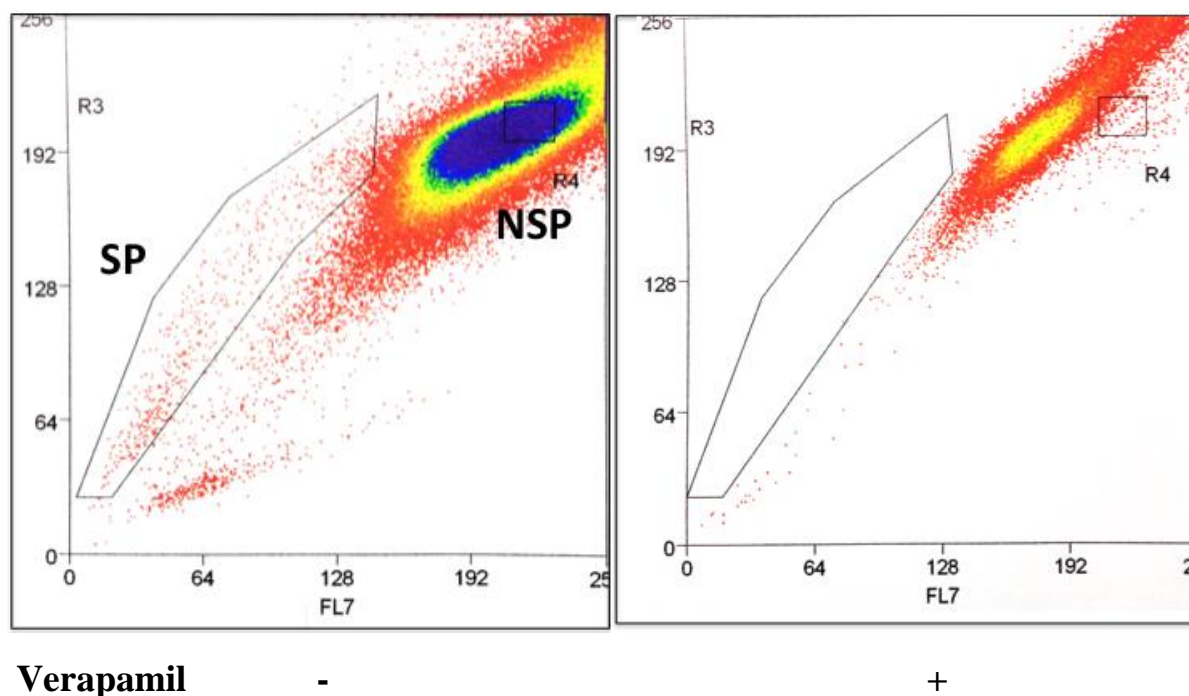 256
R3
192
R4
NSP
SP
128
64
0
0 64 128 192 25
FL7
256
R3
192
R4
128
64
0
0 64 128 192 2
FL7
Verapamil - +